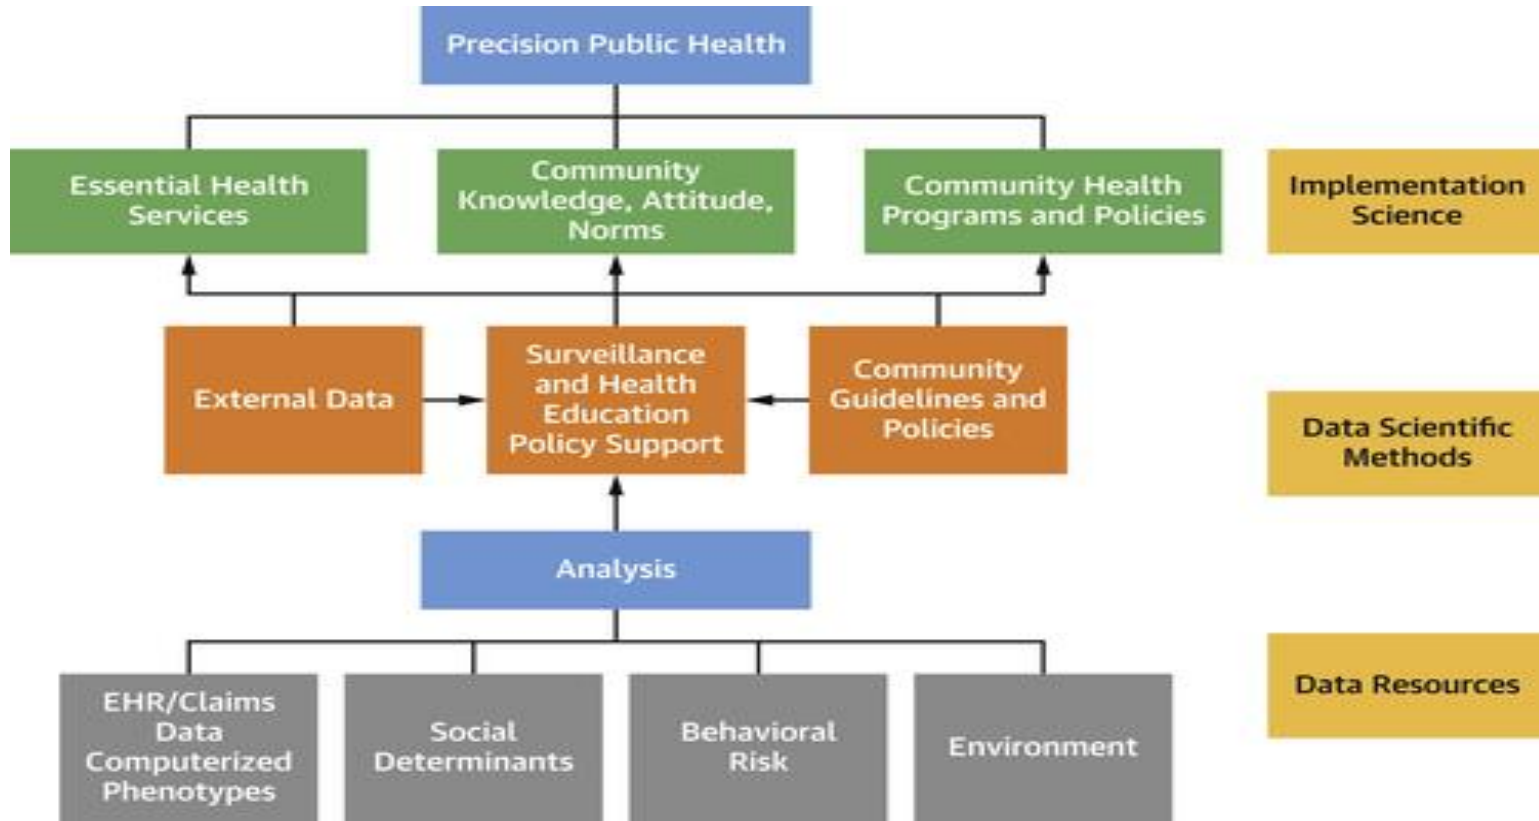 Precision Public Health
Essential Health
Services
Community
Knowledge, Attitude,
Norms
Community Health
Programs and Policies
Implementation
Science
External Data
Surveillance
and Health
Education
Policy Support
Community
Guidelines and
Policies
Data Scientific
Methods
Analysis
EHR/Claims
Data
Computerized
Phenotypes
Social
Determinants
Behavioral
Risk
Environment
Data Resources